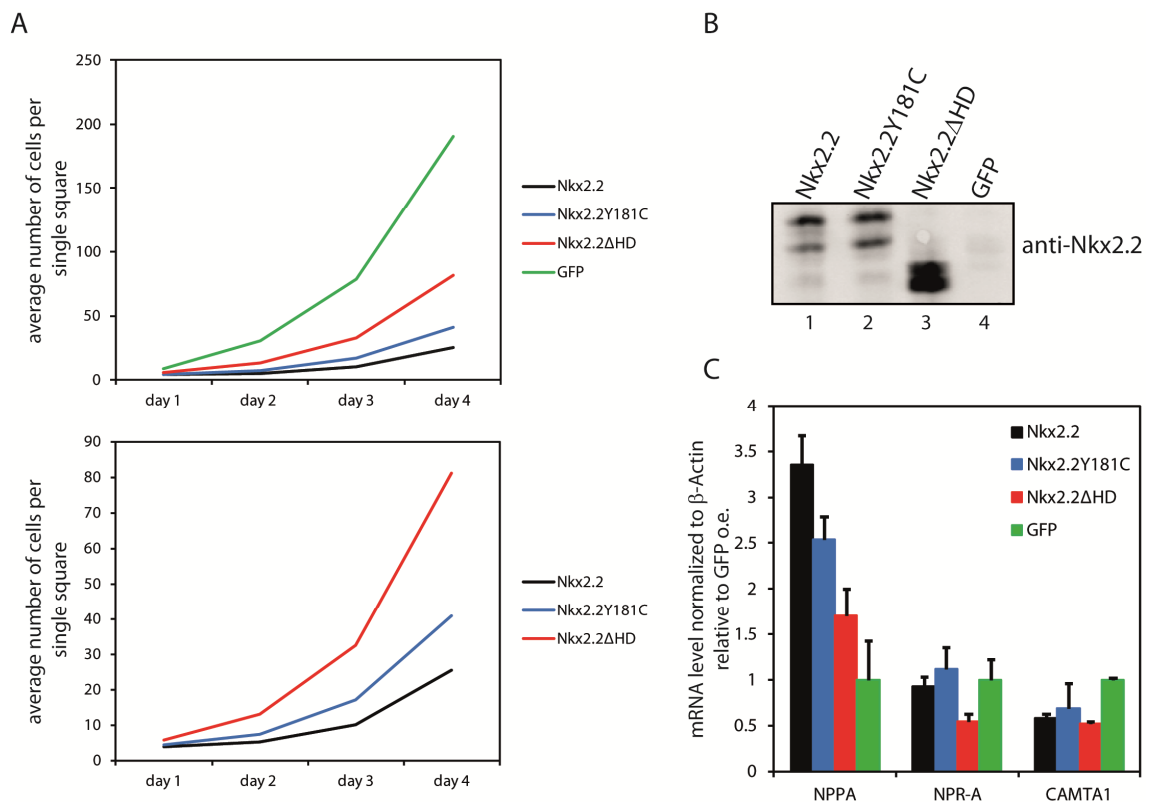 A
average number of cells per
single square
250
200
150
100
50
0
day 1
day 2
day 3
day 4
Nkx2.2
Nkx2.2Y181C
Nkx2.2ΔHD
GFP
average number of cells per
single square
90
80
70
60
50
40
30
20
10
0
day 1
day 2
day 3
day 4
Nkx2.2
Nkx2.2Y181C
Nkx2.2ΔHD
B
Nkx2.2
Nkx2.2Y181C
Nkx2.2ΔHD
GFP
anti-Nkx2.2
1
2
3
4
C
mRNA level normalized to β-Actin
relative to GFP o.e.
4
3.5
3
2.5
2
1.5
1
0.5
0
NPPA
NPR-A
CAMTA1
Nkx2.2
Nkx2.2Y181C
Nkx2.2ΔHD
GFP